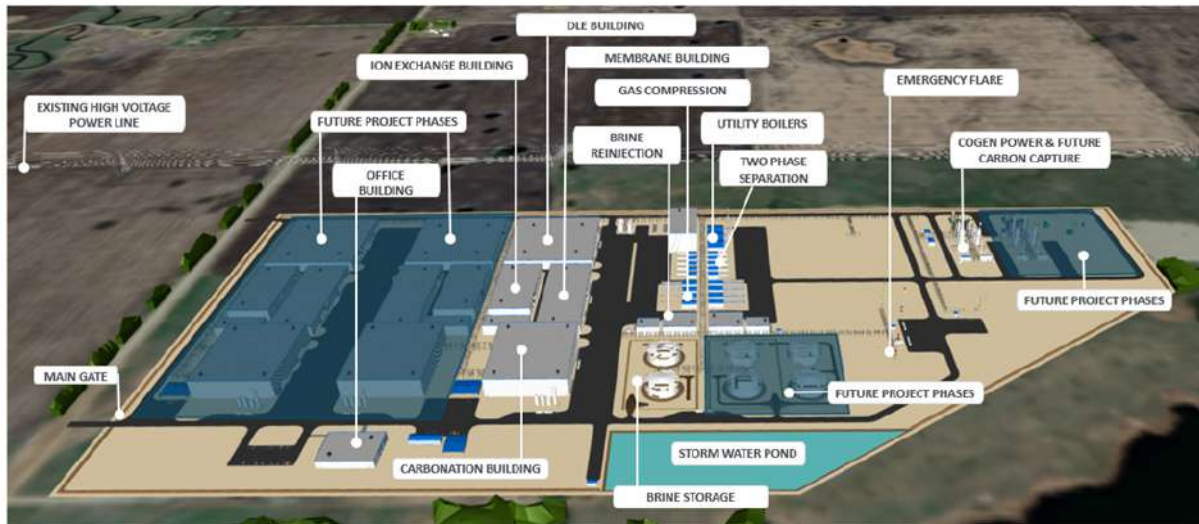 DLE BUILDING
ION EXCHANGE BUILDING
MEMBRANE BUILDING
EMERGENCY FLARE
GAS COMPRESSION
EXISTING HIGH VOLTAGE
POWER LINE
FUTURE PROJECT PHASES
BRINE
REINJECTION
UTILITY BOILERS
COGEN POWER & FUTURE
CARBON CAPTURE
OFFICE
BUILDING
TWO PHASE
SEPARATION
FUTURE PROJECT PHASES
MAIN GATE
FUTURE PROJECT PHASES
CARBONATION BUILDING
STORM WATER POND
BRINE STORAGE